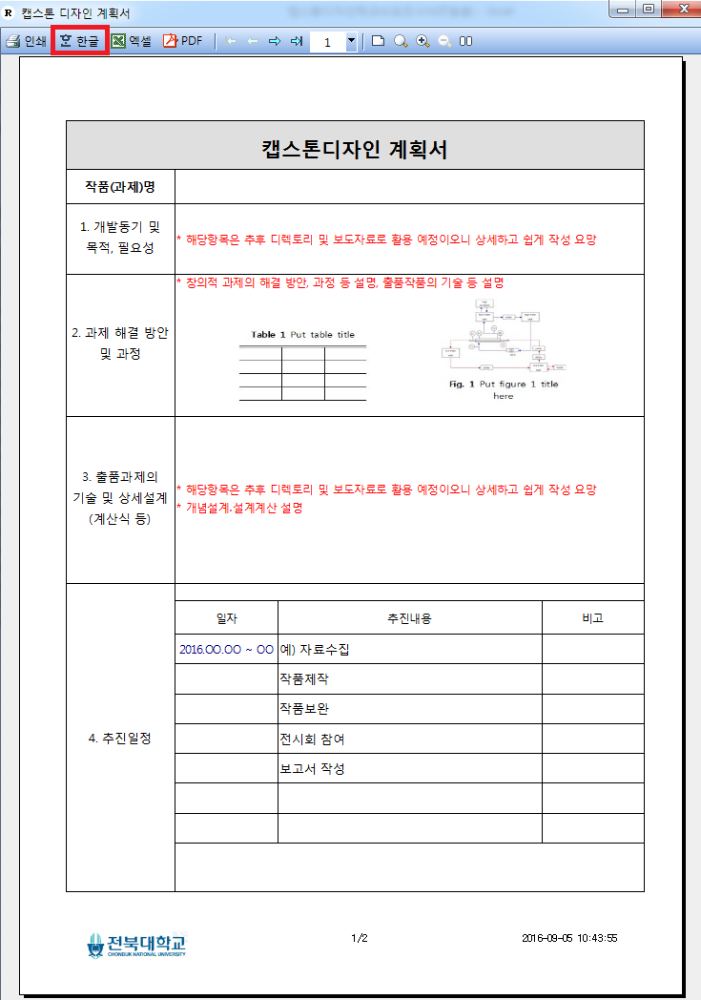 캡스톤 디자인 계획서
인쇄 한글 엑셀 PDF 1
캡스톤디자인 계획서
작품(과제)명
1. 개발동기 및
목적, 필요성
* 해당항목은 추후 디렉토리 및 보도자료로 활용 예정이오니 상세하고 쉽게 작성 요망
2. 과제 해결 방안
및 과정
* 창의적 과제의 해결 방안, 과정 등 설명, 출품작품의 기술 등 설명
Table 1 Put table title
Fig. 1 Put figure 1 title
here
3. 출품과제의
기술 및 상세설계
(계산식 등)
* 해당항목은 추후 디렉토리 및 보도자료로 활용 예정이오니 상세하고 쉽게 작성 요망
* 개념설계.설계계산 설명
4. 추진일정
일자 추진내용 비고
2016.OO.OO ~ OO 예) 자료수집
작품제작
작품보완
전시회 참여
보고서 작성
전북대학교
CHONBUK NATIONAL UNIVERSITY
1/2
2016-09-05 10:43:55